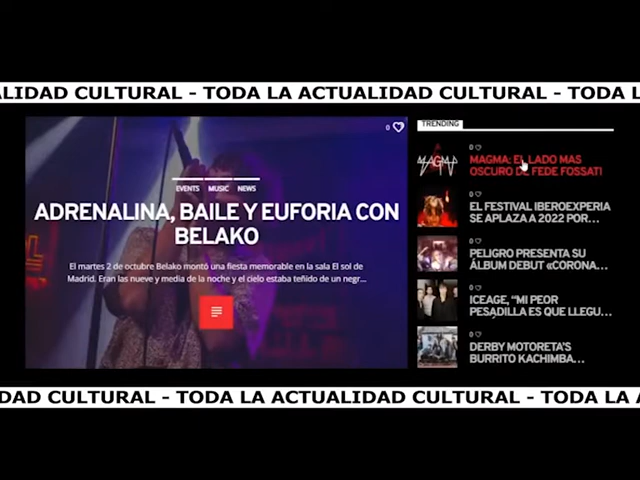 LIDAD CULTURAL - TODA LA ACTUALIDAD CULTURAL - TODA L
0
EVENTS MUSIC NEWS
ADRENALINA, BAILE Y EUFORIA CON
BELAKO
El martes 2 de octubre Belako montó una fiesta memorable en la sala El sol de
Madrid. Eran las nueve y media de la noche y el cielo estaba teñido de un negr...
TRENDING
0
MAGMA
MAGMA: EL LADO MAS
OSCURO DE FEDE FOSSATI
0
EL FESTIVAL IBEROEXPERIA
SE APLAZA A 2022 POR...
0
PELIGRO PRESENTA SU
ÁLBUM DEBUT «CORONA...
0
ICEAGE, “MI PEOR
PESADILLA ES QUE LLEGU...
0
DERBY MOTORETA'S
BURRITO KACHIMBA...
DAD CULTURAL - TODA LA ACTUALIDAD CULTURAL - TODA LA